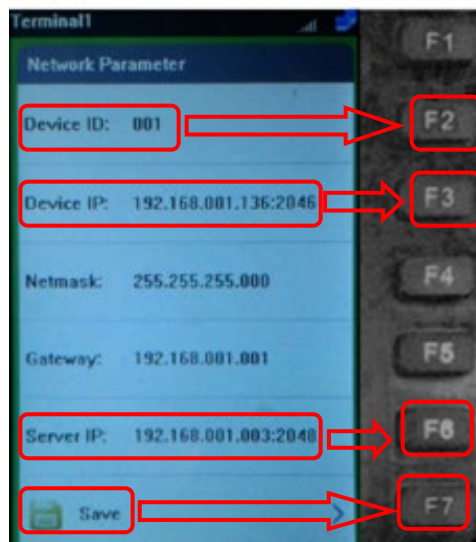 Terminal1
F1
Network Parameter
Device ID: 001
F2
Device IP: 192.168.001.136:2046
F3
Netmask: 255.255.255.000
F4
Gateway: 192.168.001.001
F5
Server IP: 192.168.001.003:2048
F6
Save
F7